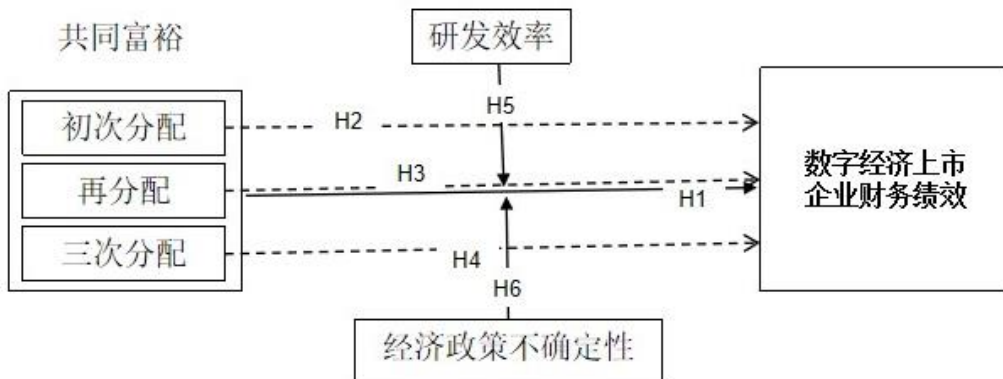 共同富裕
研发效率
初次分配
H2
H5
再分配
H3
H1
三次分配
H4
H6
数字经济上市
企业财务绩效
经济政策不确定性